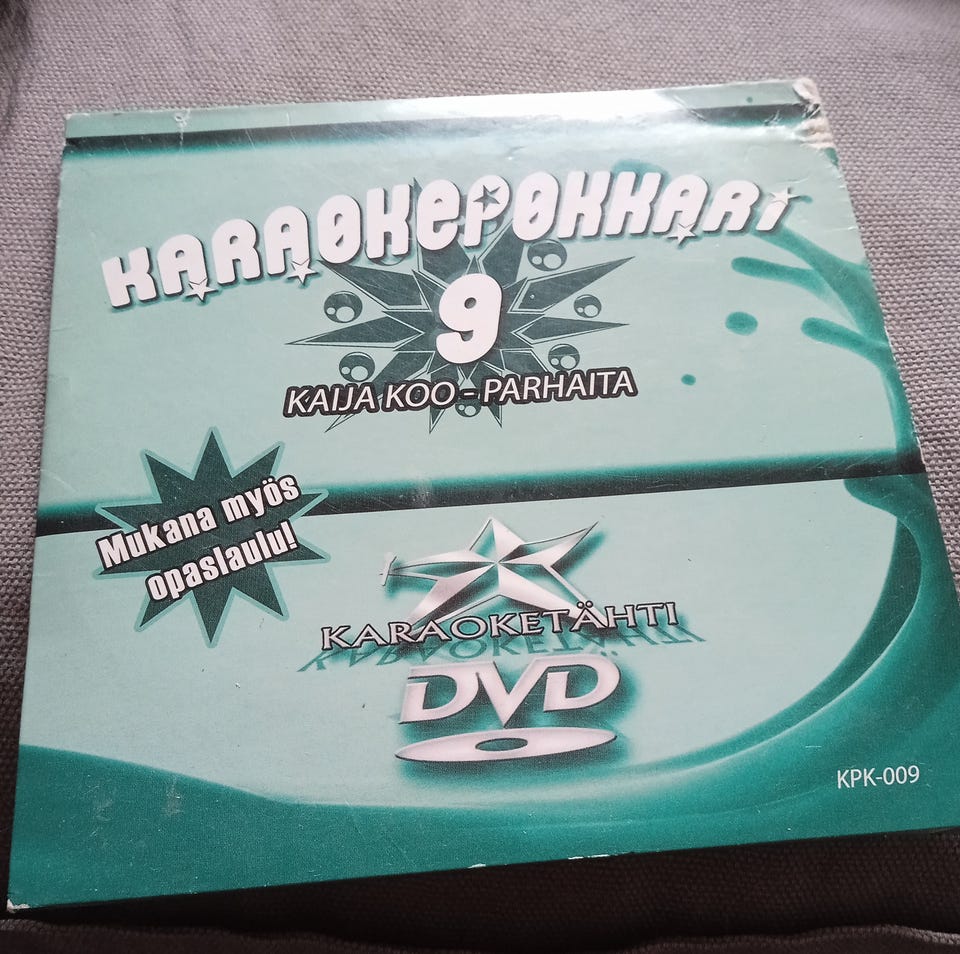 KARAOKEPOKKARI
9
KAIJA KOO - PARHAITA
Mukana myös
opaslaulu!
KARAOKETÄHTI
DVD
KPK-009